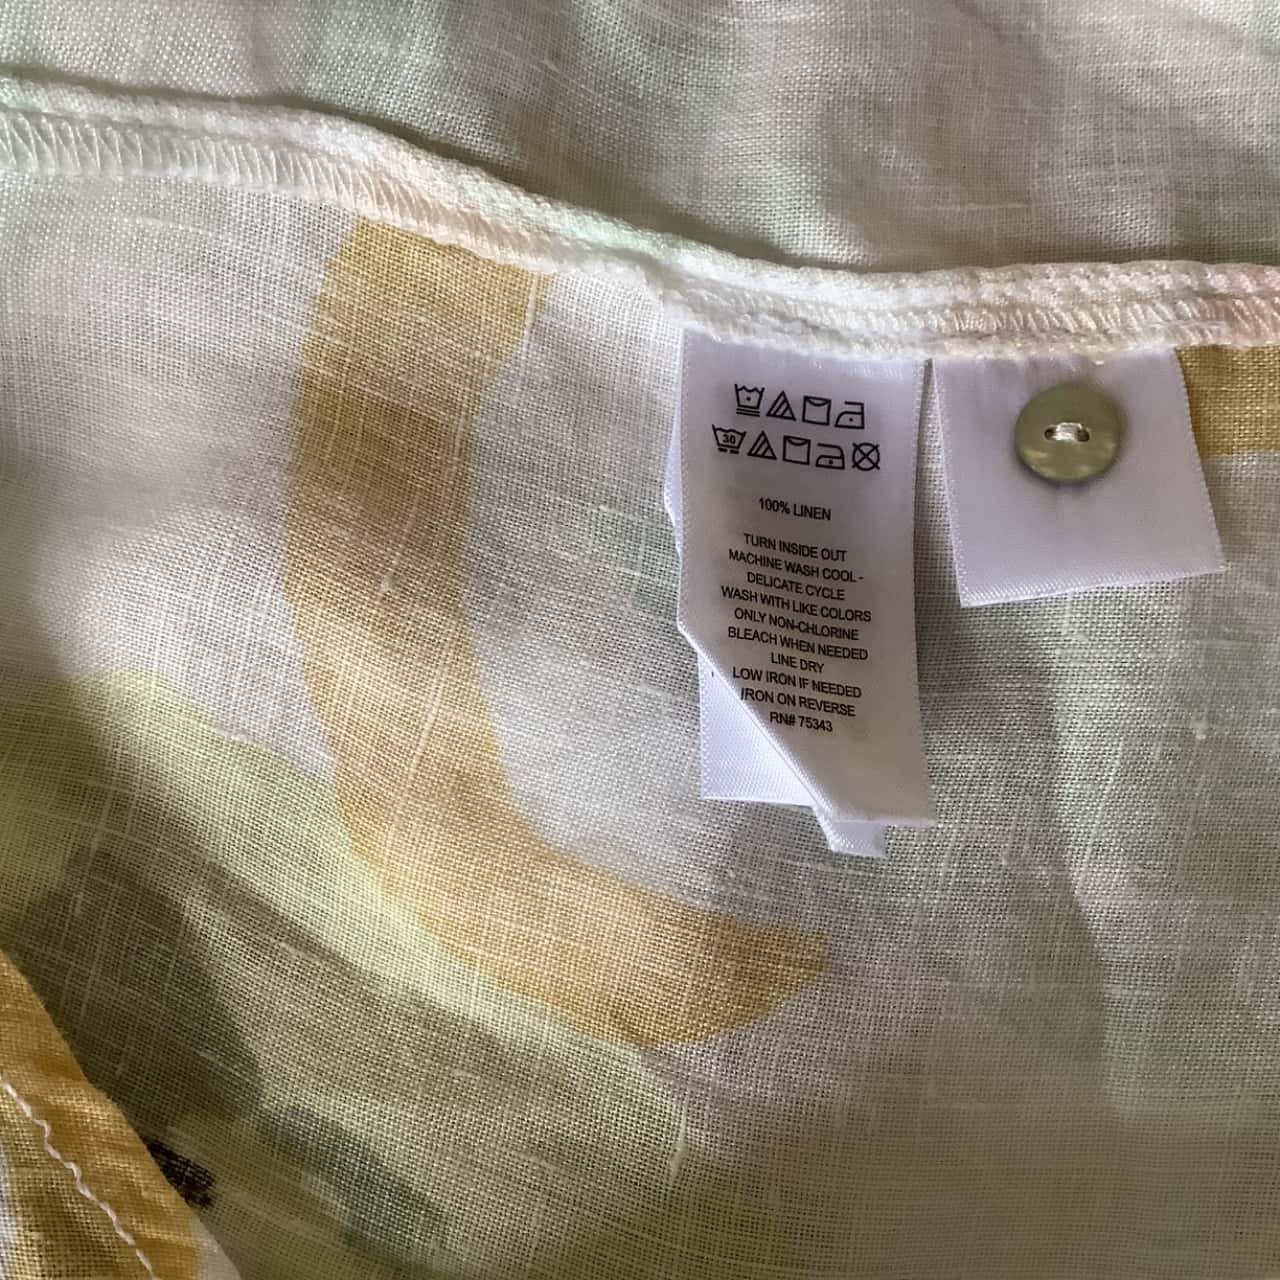 30
100% LINEN
TURN INSIDE OUT
MACHINE WASH COOL -
DELICATE CYCLE
WASH WITH LIKE COLORS
ONLY NON-CHLORINE
BLEACH WHEN NEEDED
LINE DRY
LOW IRON IF NEEDED
IRON ON REVERSE
RN# 75343